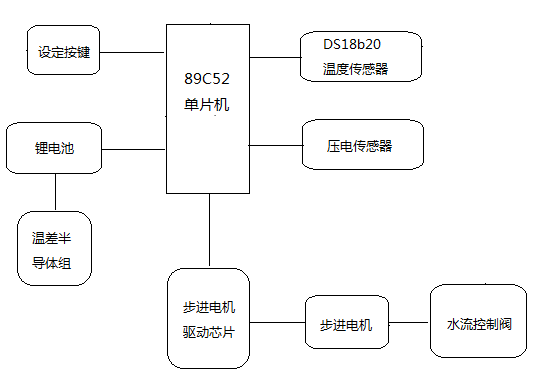 设定按键
89C52
单片机
DS18b20
温度传感器
锂电池
压电传感器
温差半
导体组
步进电机
驱动芯片
步进电机
水流控制阀